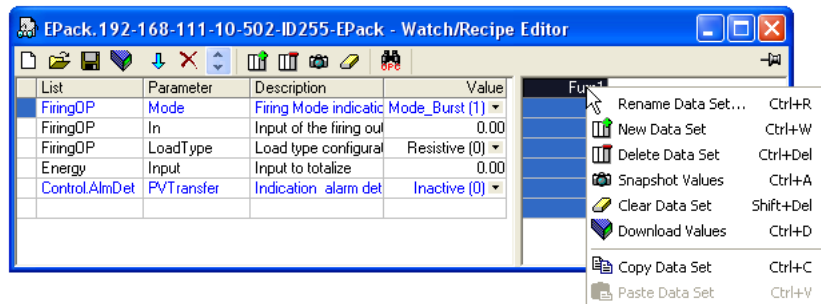 EPack.192-168-111-10-502-ID255-EPack - Watch/Recipe Editor
OPC
List Parameter Description Value
FiringOP Mode Firing Mode indicatic Mode_Burst (1)
FiringOP In Input of the firing out 0.00
FiringOP LoadType Load type configural Resistive (0)
Energy Input Input to totalize 0.00
Control.AlmDet PVTransfer Indication alarm det Inactive (0)
Rename Data Set... Ctrl+R
New Data Set Ctrl+W
Delete Data Set Ctrl+Del
Snapshot Values Ctrl+A
Clear Data Set Shift+Del
Download Values Ctrl+D
Copy Data Set Ctrl+C
Paste Data Set Ctrl+V